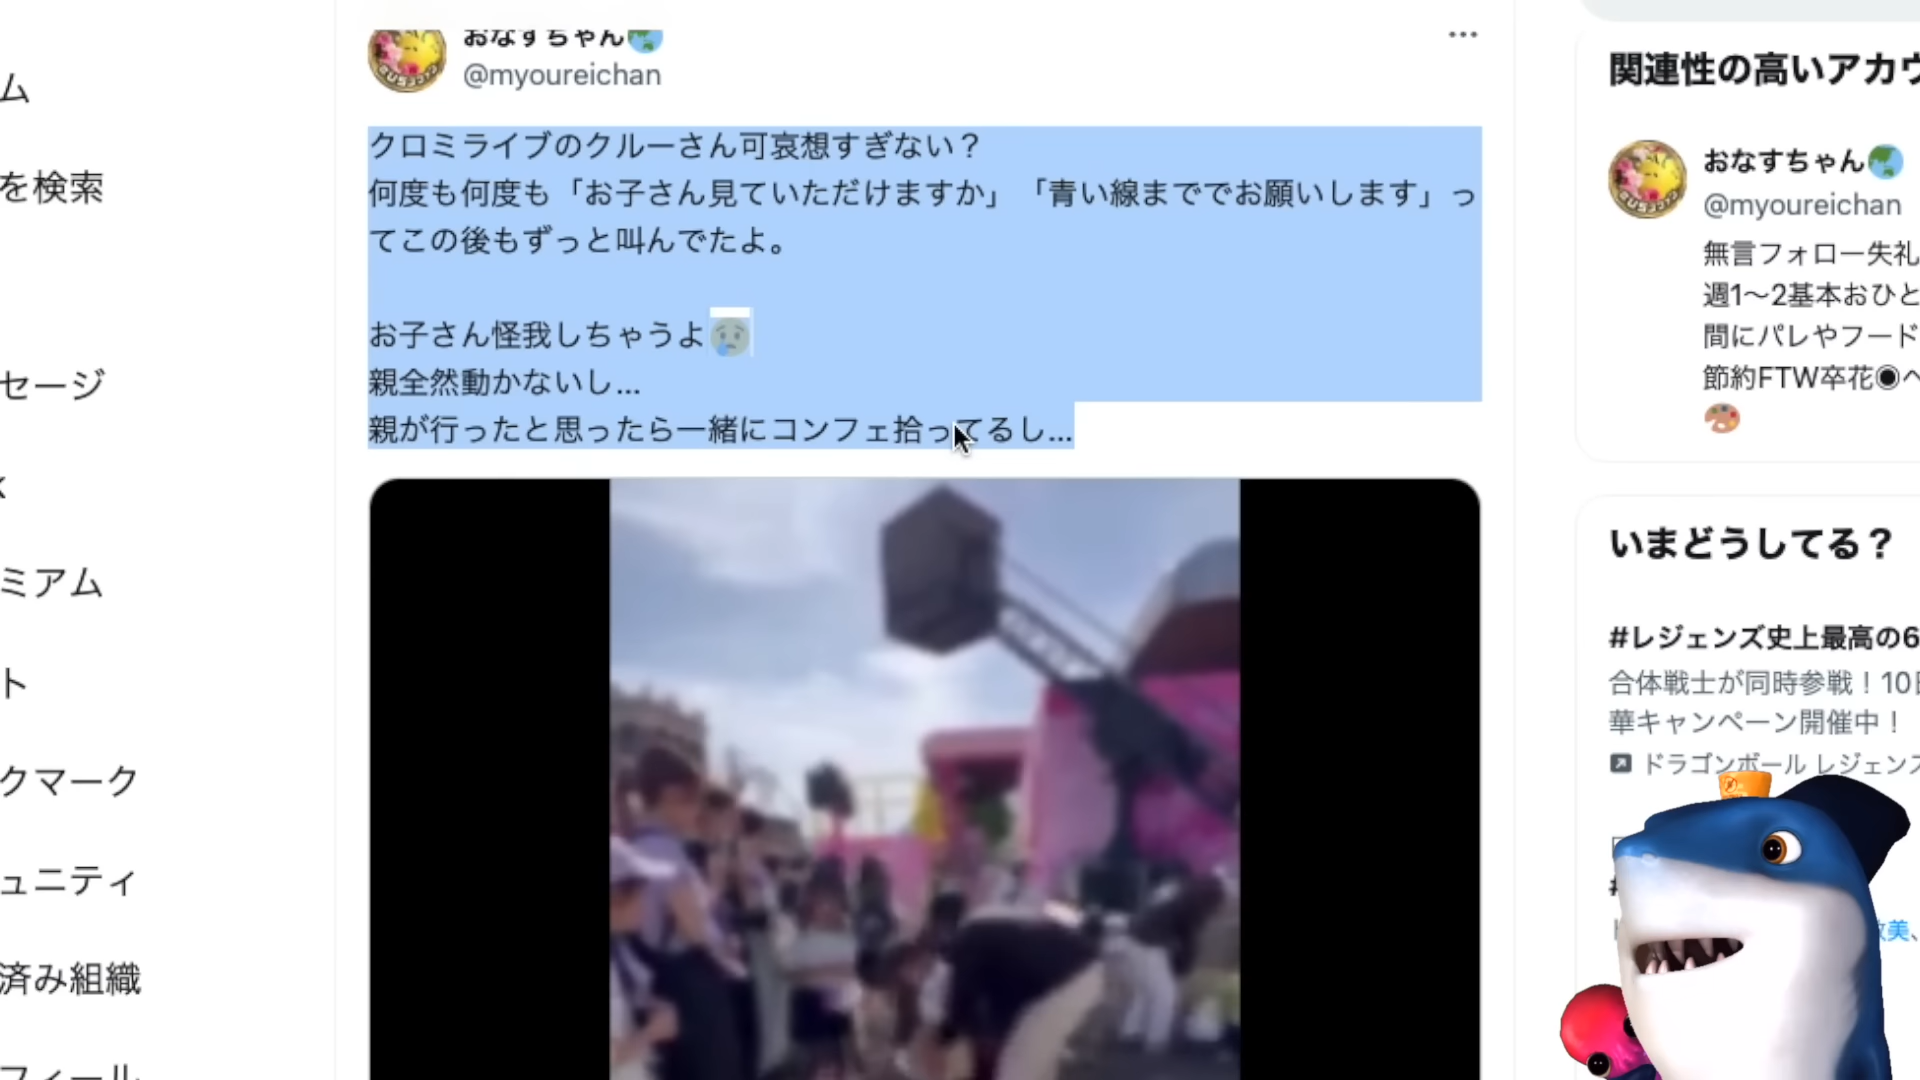 ム
を検索
セージ
ミアム
ト
クマーク
ュニティ
済み組織
フィール
おなすちゃん
@myoureichan
クロミライブのクルーさん可哀想すぎない？
何度も何度も「お子さん見ていただけますか」「青い線まででお願いします」っ
てこの後もずっと叫んでたよ。
お子さん怪我しちゃうよ
親全然動かないし...
親が行ったと思ったら一緒にコンフェ拾ってるし...
関連性の高いアカウ
おなすちゃん
@myoureichan
無言フォロー失礼
週1〜2基本おひと
間にパレやフード
節約FTW卒花◉へ
いまどうしてる？
#レジェンズ史上最高の6
合体戦士が同時参戦！10日
華キャンペーン開催中！
ドラゴンボール レジェンズ